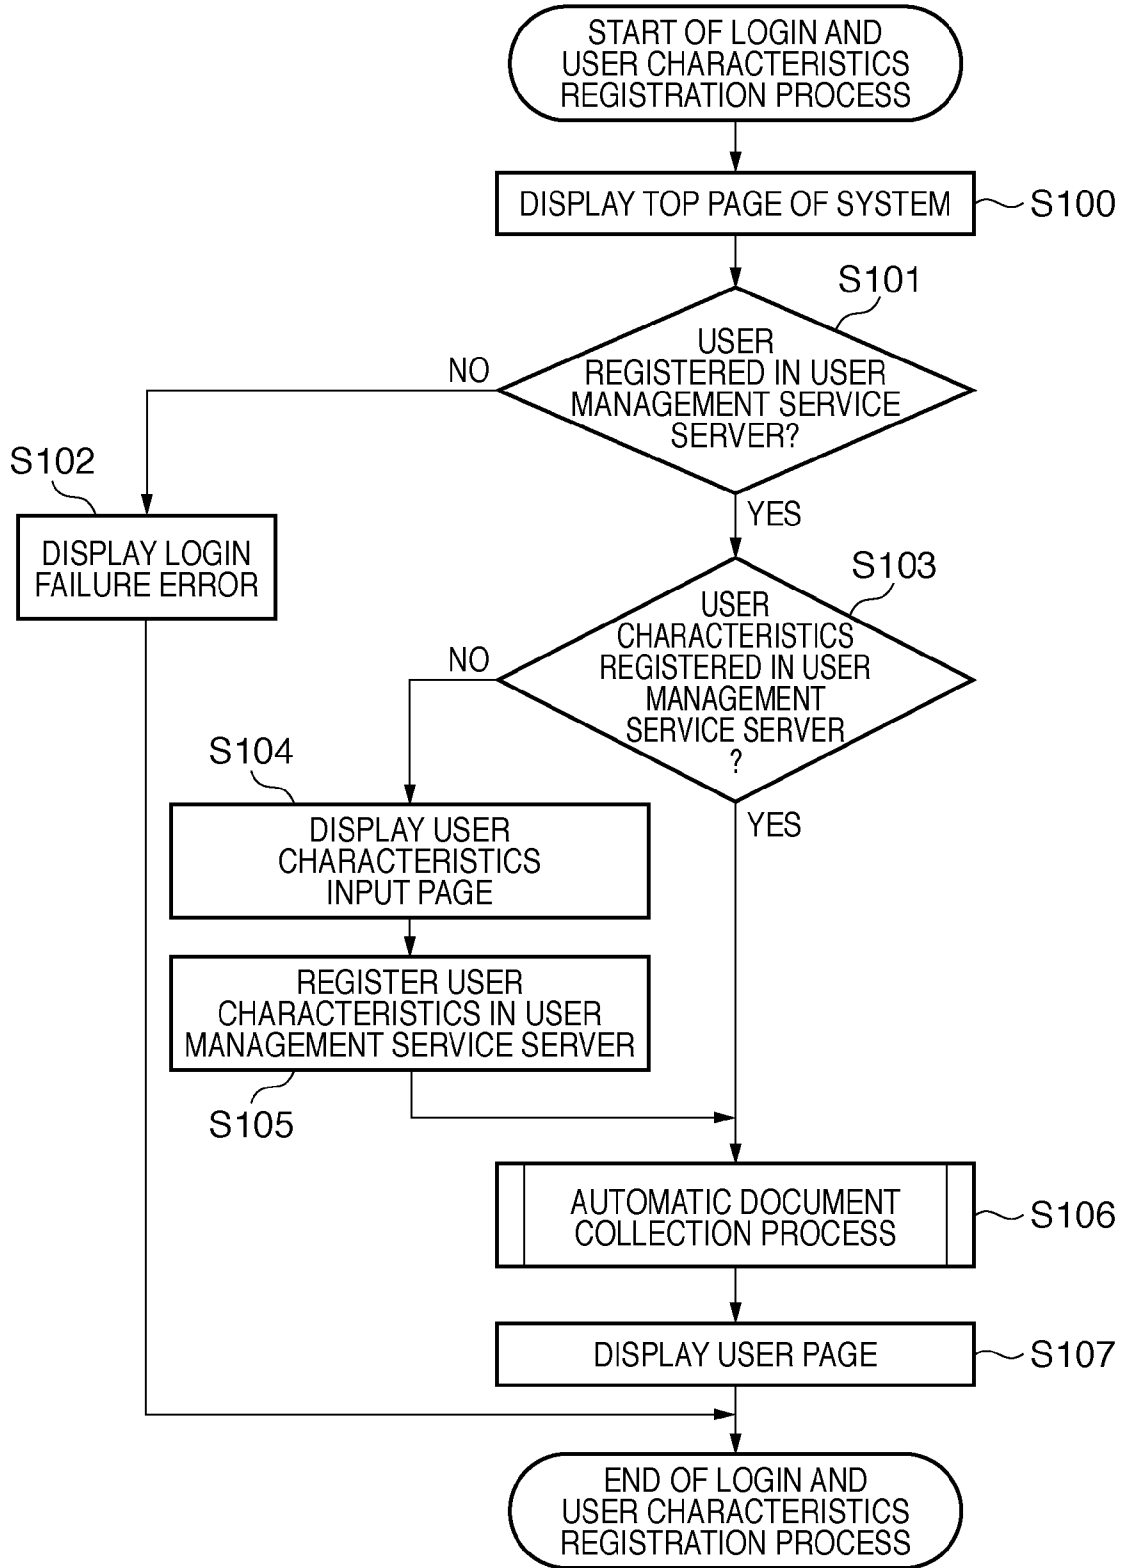 START OF LOGIN AND
USER CHARACTERISTICS
REGISTRATION PROCESS
DISPLAY TOP PAGE OF SYSTEM
S100
S101
USER
REGISTERED IN USER
MANAGEMENT SERVICE
SERVER?
NO
YES
S102
DISPLAY LOGIN
FAILURE ERROR
S103
USER
CHARACTERISTICS
REGISTERED IN USER
MANAGEMENT
SERVICE SERVER
?
NO
YES
S104
DISPLAY USER
CHARACTERISTICS
INPUT PAGE
REGISTER USER
CHARACTERISTICS IN USER
MANAGEMENT SERVICE SERVER
S105
AUTOMATIC DOCUMENT
COLLECTION PROCESS
S106
DISPLAY USER PAGE
S107
END OF LOGIN AND
USER CHARACTERISTICS
REGISTRATION PROCESS